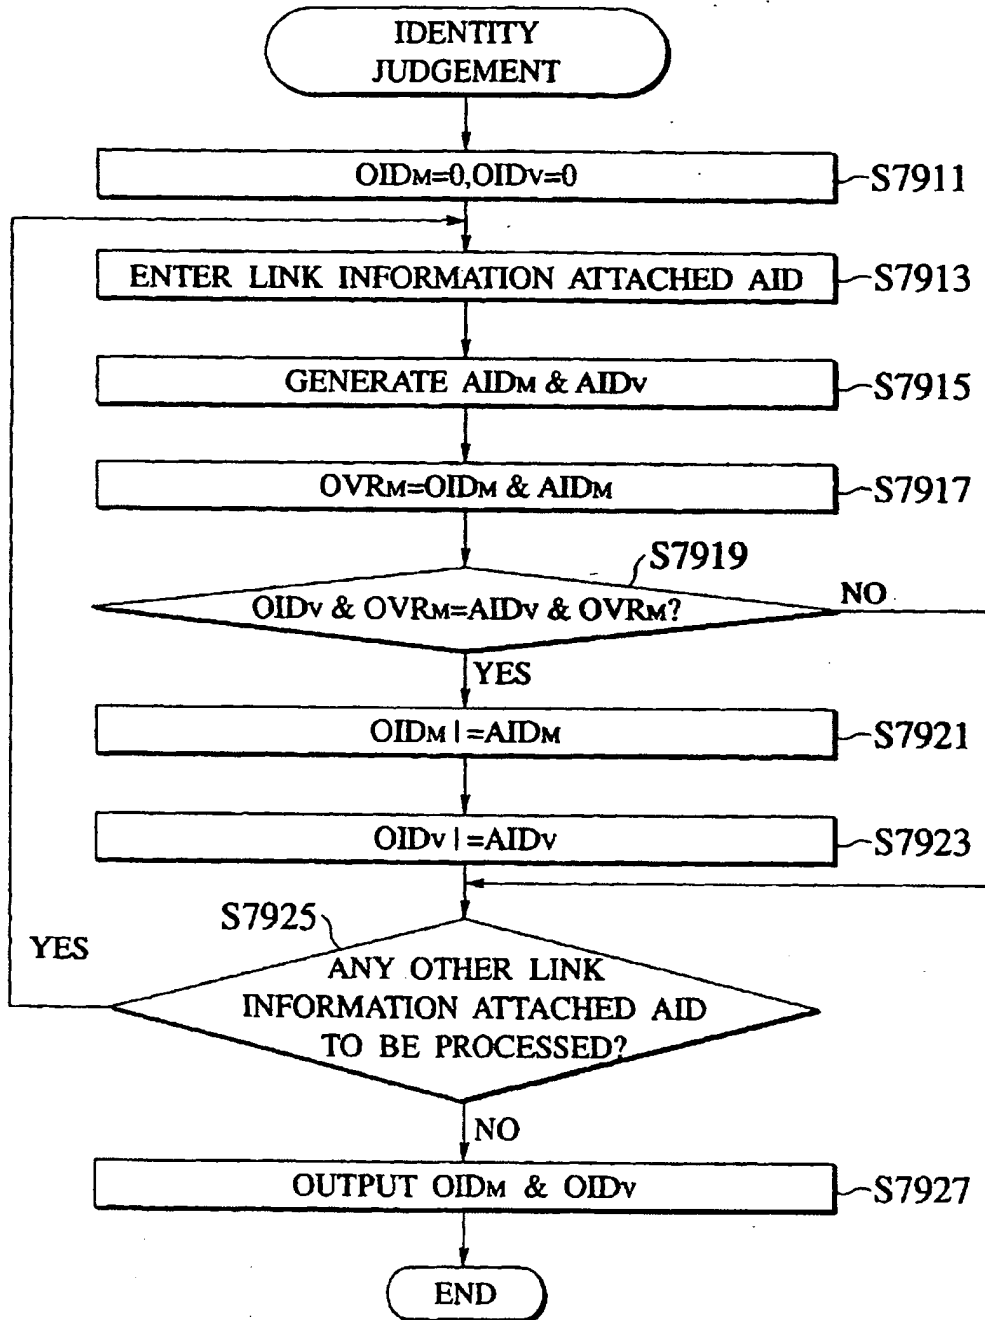 IDENTITY
JUDGEMENT
OIDM=0,OIDV=0
S7911
ENTER LINK INFORMATION ATTACHED AID
S7913
GENERATE AIDM & AIDV
S7915
OVRM=OIDM & AIDM
S7917
S7919
OIDV & OVRM=AIDV & OVRM?
NO
YES
OIDM |=AIDM
S7921
OIDV |=AIDV
S7923
S7925
YES
ANY OTHER LINK
INFORMATION ATTACHED AID
TO BE PROCESSED?
NO
OUTPUT OIDM & OIDV
S7927
END